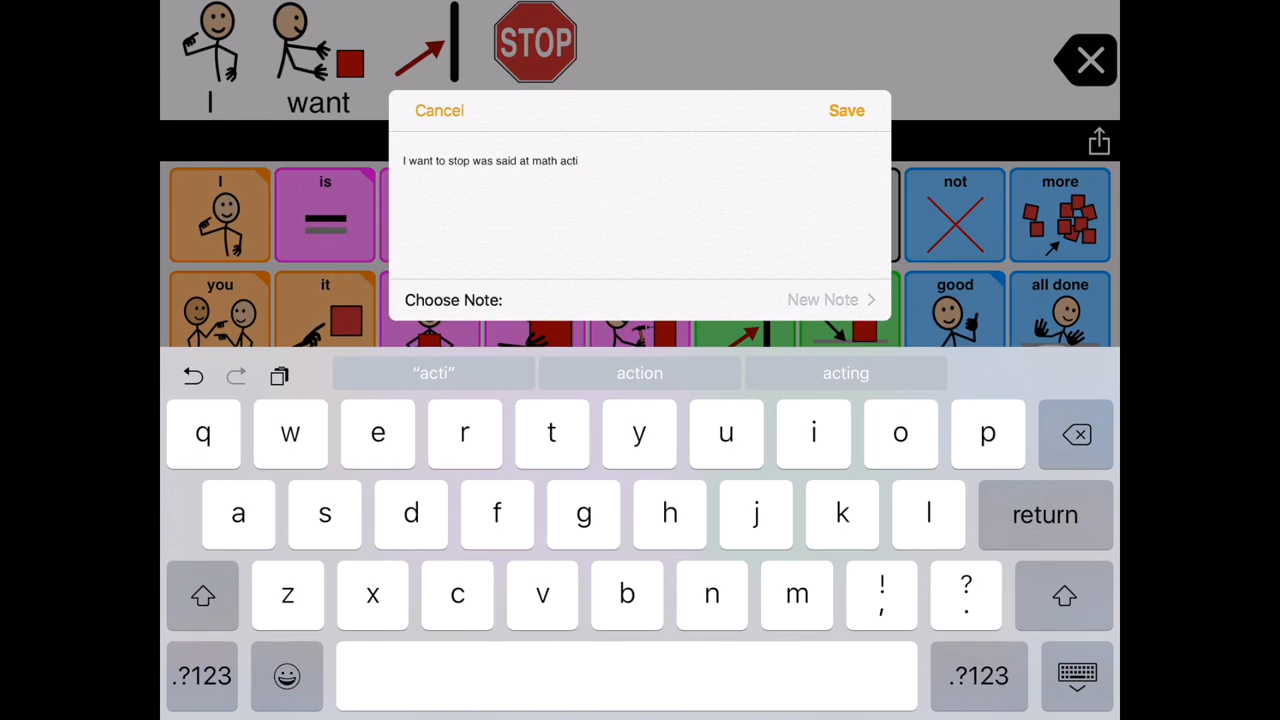 STOP
I want
Cancel Save
I want to stop was said at math acti
I is not more
Choose Note: New Note
you it good all done
“acti” action acting
q w e r t y u i o p
a s d f g h j k l return
z x c v b n m ! , ? .
.?123 .?123